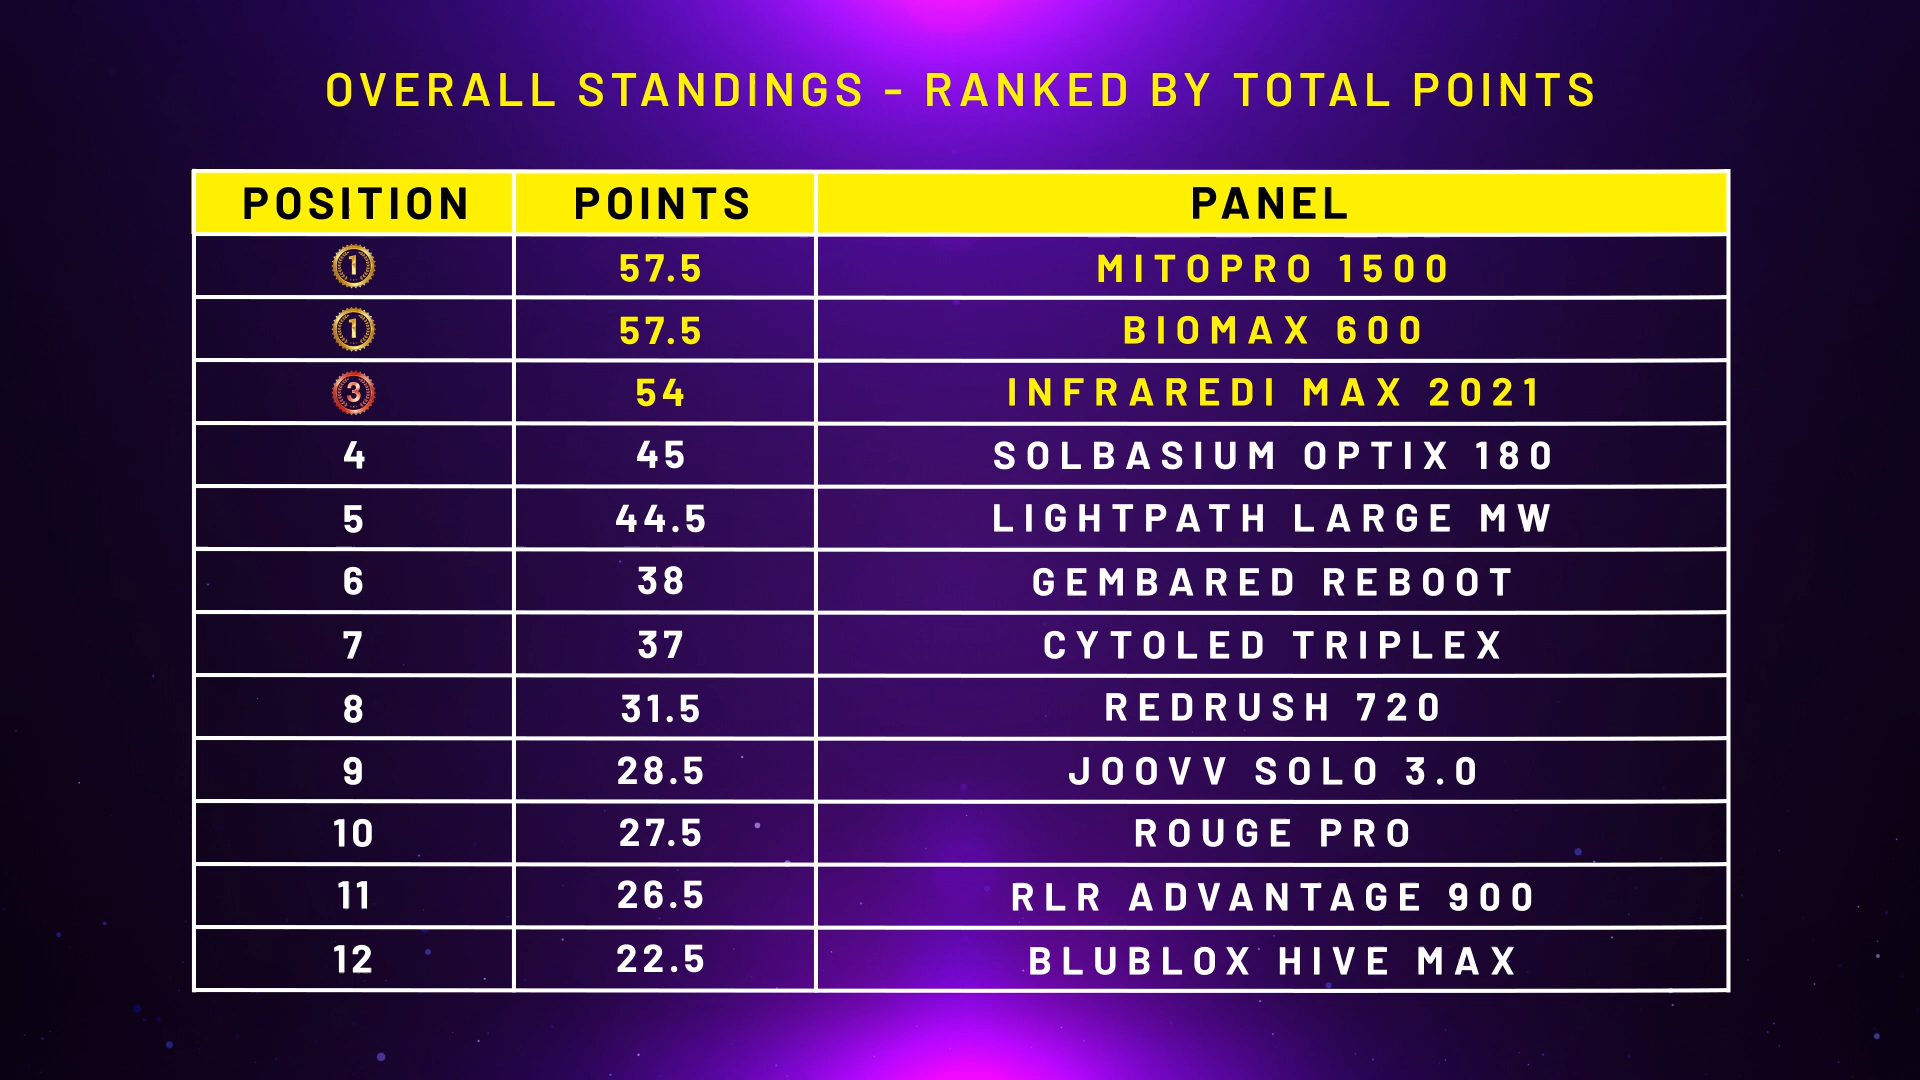 OVERALL STANDINGS - RANKED BY TOTAL POINTS
POSITION POINTS PANEL
1 57.5 MITOPRO 1500
1 57.5 BIOMAX 600
3 54 INFRAREDI MAX 2021
4 45 SOLBASIUM OPTIX 180
5 44.5 LIGHTPATH LARGE MW
6 38 GEMBARED REBOOT
7 37 CYTOLED TRIPLEX
8 31.5 REDRUSH 720
9 28.5 JOOVV SOLO 3.0
10 27.5 ROUGE PRO
11 26.5 RLR ADVANTAGE 900
12 22.5 BLUBLOX HIVE MAX